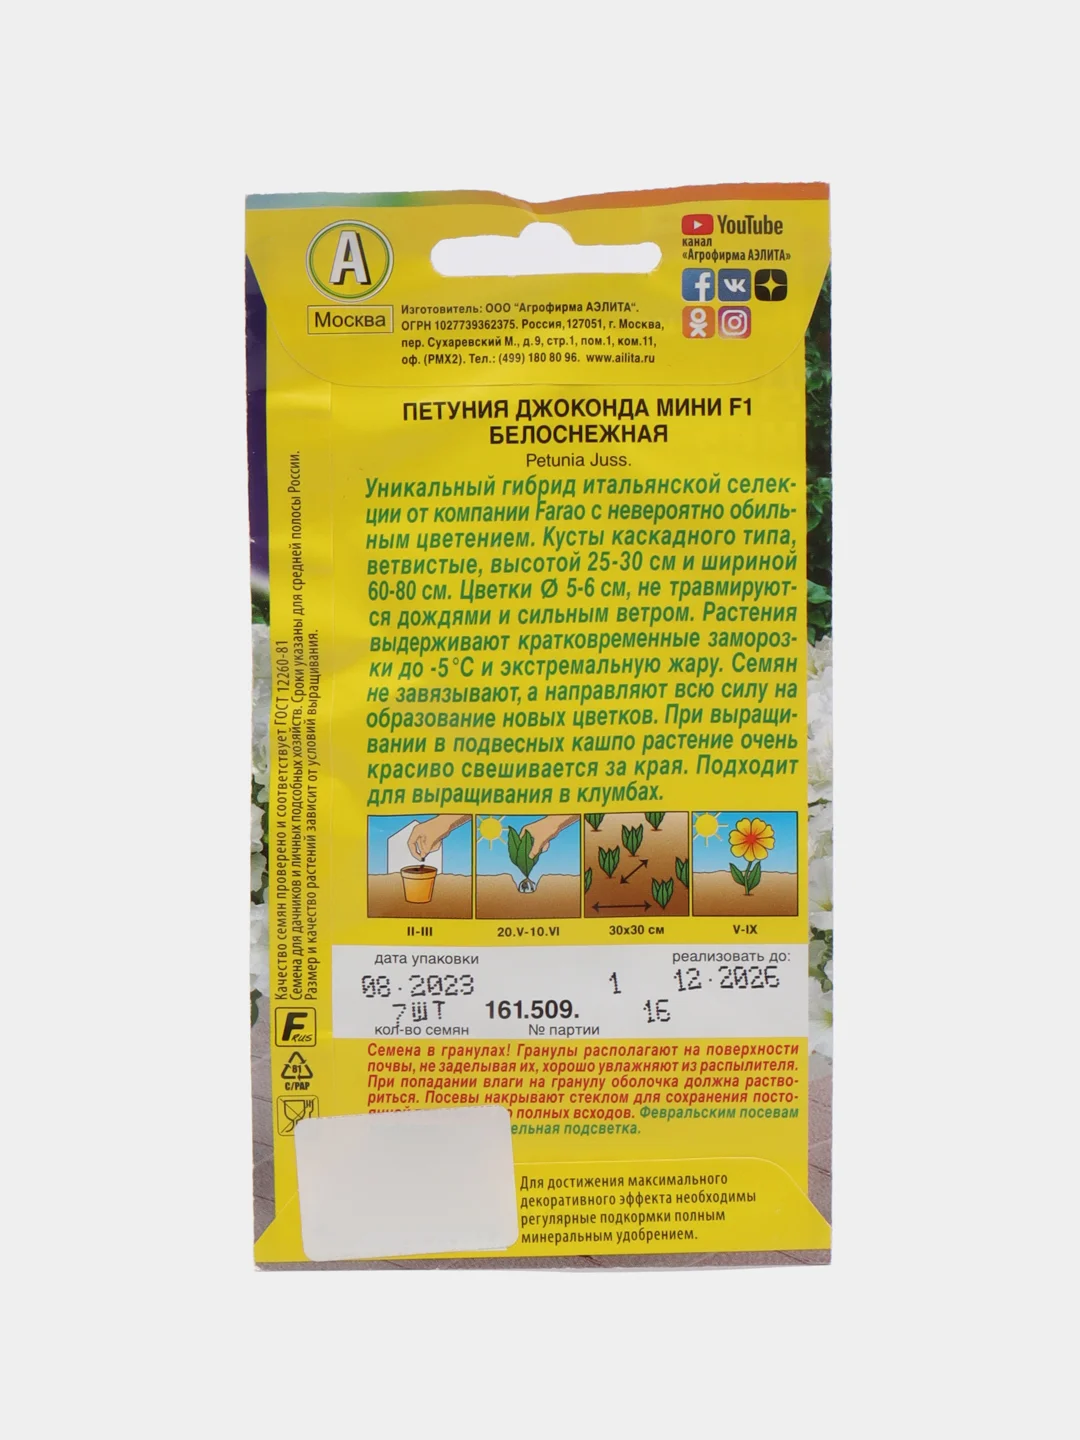 А
Москва
YouTube
канал
«Агрофирма АЭЛИТА»
Изготовитель: ООО "Агрофирма АЭЛИТА".
ОГРН 1027739362375. Россия,127051, г. Москва,
пер. Сухаревский М., д.9, стр.1, пом.1, ком.11,
оф. (РМХ2). Тел.: (499) 180 80 96. www.ailita.ru
ПЕТУНИЯ ДЖОКОНДА МИНИ F1
БЕЛОСНЕЖНАЯ
Petunia Juss.
Уникальный гибрид итальянской селек-
ции от компании Farao с невероятно обиль-
ным цветением. Кусты каскадного типа,
ветвистые, высотой 25-30 см и шириной
60-80 см. Цветки Ø 5-6 см, не травмируют-
ся дождями и сильным ветром. Растения
выдерживают кратковременные замороз-
ки до -5°С и экстремальную жару. Семян
не завязывают, а направляют всю силу на
образование новых цветков. При выращи-
вании в подвесных кашпо растение очень
красиво свешивается за края. Подходит
для выращивания в клумбах.
II-III
20.V-10.VI
30х30 см
V-IX
дата упаковки
реализовать до:
08.2023
1
12.2026
7ШТ
161.509.
16
кол-во семян
№ партии
Семена в гранулах! Гранулы располагают на поверхности
почвы, не заделывая их, хорошо увлажняют из распылителя.
При попадании влаги на гранулу оболочка должна раство-
риться. Посевы накрывают стеклом для сохранения посто-
полных всходов. Февральским посевам
подсветка.
Для достижения максимального
декоративного эффекта необходимы
регулярные подкормки полным
минеральным удобрением.
Качество семян проверено и соответствует ГОСТ 12260-81
Семена для дачников и личных подсобных хозяйств. Сроки указаны для средней полосы России.
Размер и качество растений зависит от условий выращивания.
F RUS
81
C/PAP